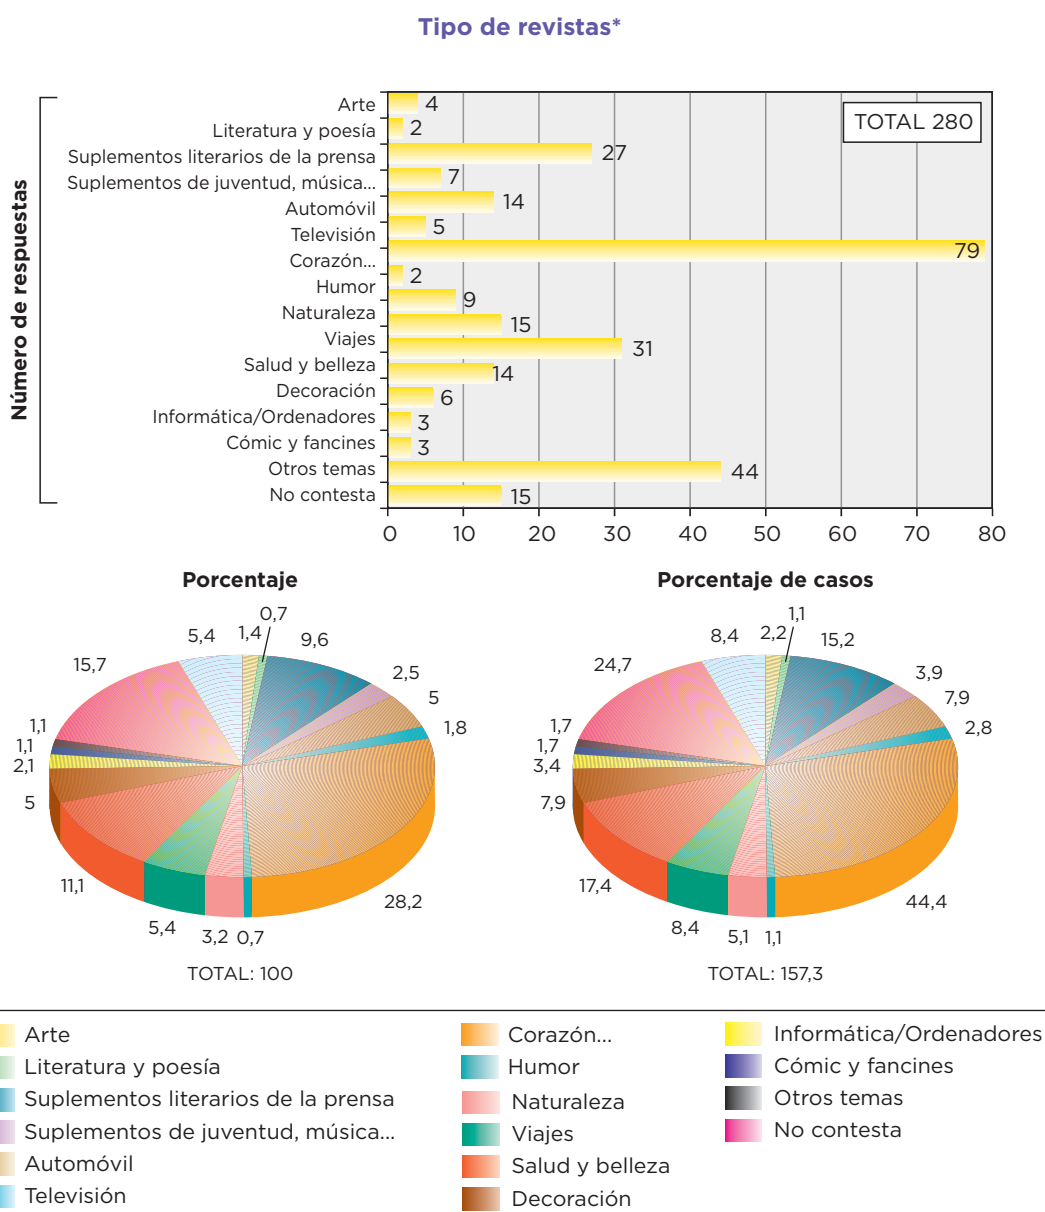 Tipo de revistas*
TOTAL 280
Número de respuestas
Arte 4
Literatura y poesía 2
Suplementos literarios de la prensa 27
Suplementos de juventud, música... 7
Automóvil 14
Televisión 5
Corazón... 79
Humor 2
Naturaleza 9
Viajes 15
Salud y belleza 31
Decoración 14
Informática/Ordenadores 6
Cómic y fancines 3
Otros temas 3
No contesta 44
15
0 10 20 30 40 50 60 70 80
Porcentaje
0,7
5,4 1,4 9,6
15,7
2,5
5
1,8
1,1
1,1
2,1
5
11,1
28,2
5,4
3,2 0,7
TOTAL: 100
Porcentaje de casos
1,1
8,4 2,2 15,2
24,7
3,9
7,9
2,8
1,7
1,7
3,4
7,9
17,4
44,4
8,4
5,1 1,1
TOTAL: 157,3
Arte
Literatura y poesía
Suplementos literarios de la prensa
Suplementos de juventud, música...
Automóvil
Televisión
Corazón...
Humor
Naturaleza
Viajes
Salud y belleza
Decoración
Informática/Ordenadores
Cómic y fancines
Otros temas
No contesta